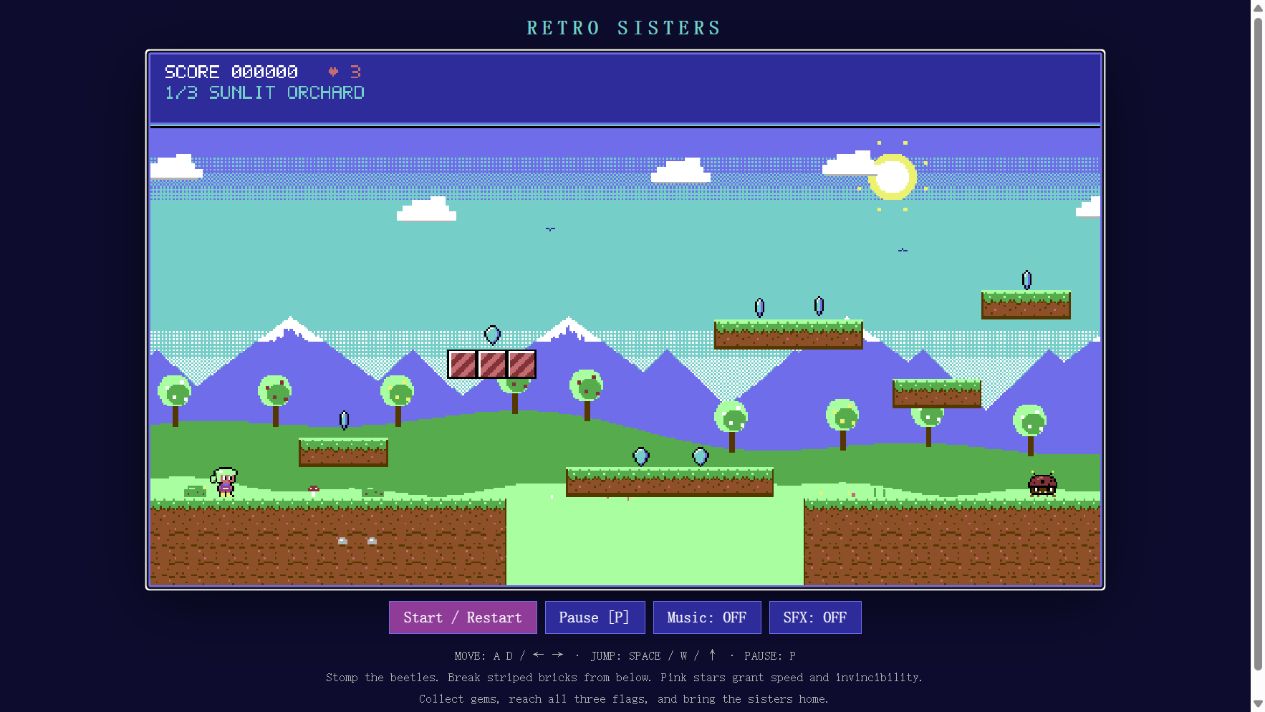 RETRO SISTERS
SCORE 000000 ♥ 3
1/3 SUNLIT ORCHARD
Start / Restart
Pause [P]
Music: OFF
SFX: OFF
MOVE: A D / ← → · JUMP: SPACE / W / ↑ · PAUSE: P
Stomp the beetles. Break striped bricks from below. Pink stars grant speed and invincibility.
Collect gems, reach all three flags, and bring the sisters home.